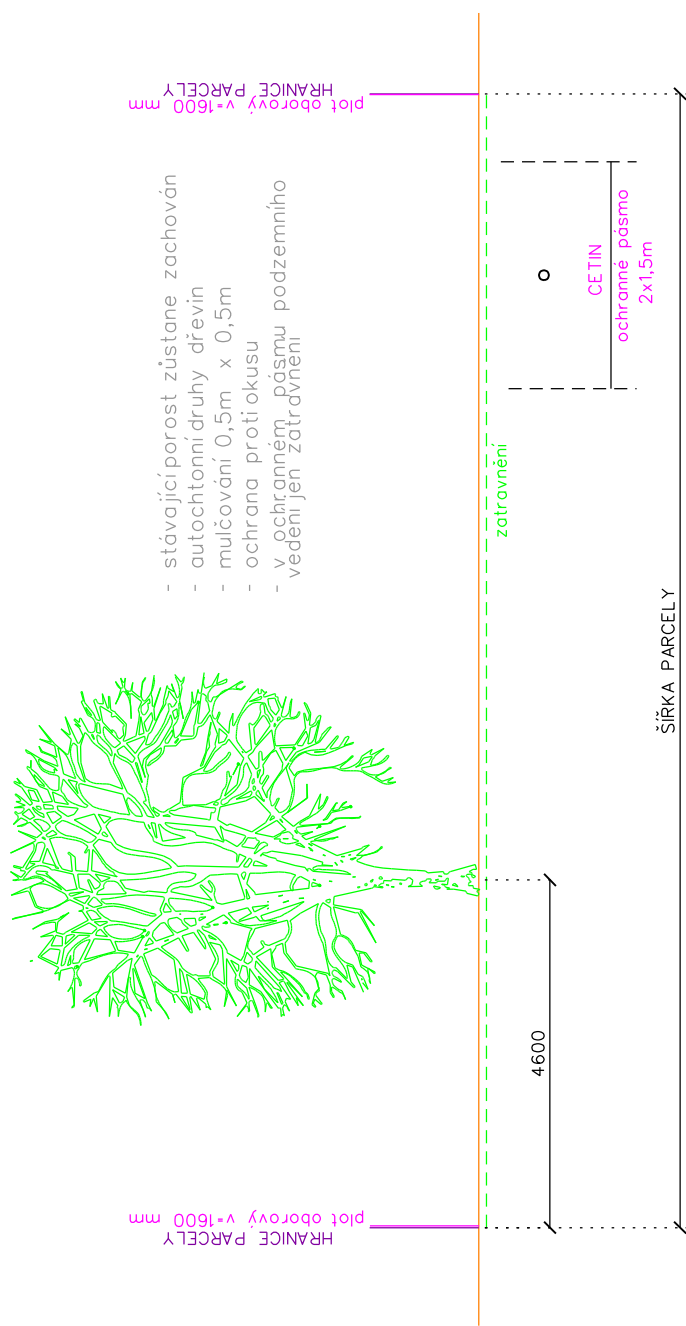 HRANICE PARCELY
plot oborový v=1600 mm
- stávající porost zůstane zachován
- autochtonní druhy dřevin
- mulčování 0,5m x 0,5m
- ochrana proti okusu
- v ochranném pásmu podzemního
vedení jen zatravnění
CETIN
ochranné pásmo
2x1,5m
zatravnění
ŠÍŘKA PARCELY
4600
plot oborový v=1600 mm
HRANICE PARCELY